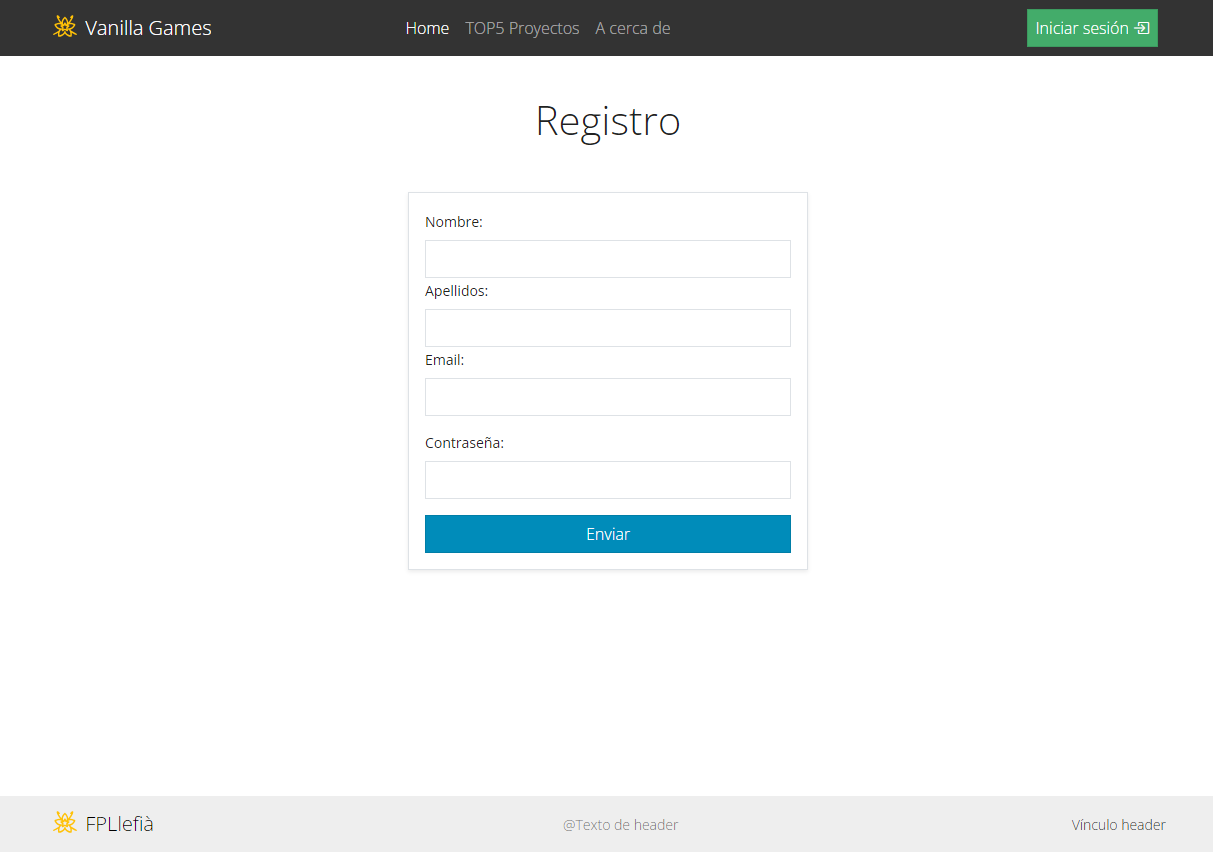 Vanilla Games
Home TOP5 Proyectos A cerca de
Iniciar sesión
Registro
Nombre:
Apellidos:
Email:
Contraseña:
Enviar
FPLlefià
@Texto de header
Vínculo header